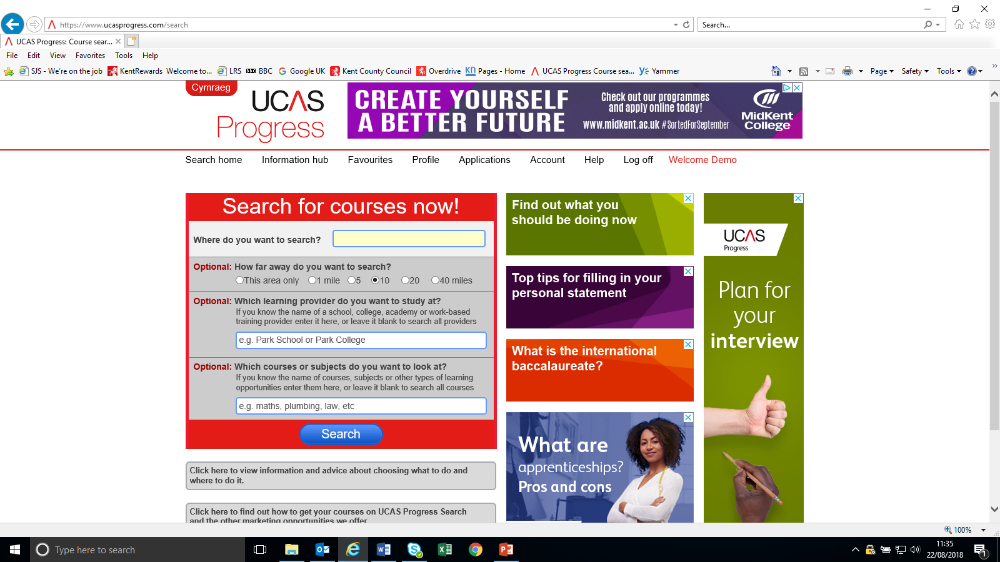 https://www.ucasprogress.com/search
Search...
UCAS Progress: Course sear...
File Edit View Favorites Tools Help
SJS - We're on the job KentRewards Welcome to... LRS BBC Google UK Kent County Council Overdrive Pages - Home UCAS Progress Course sea... Yammer
Page Safety Tools
Cymraeg
UCAS
Progress
CREATE YOURSELF
A BETTER FUTURE
Check out our programmes
and apply online today!
www.midkent.ac.uk #SortedForSeptember
MIDKENT
COLLEGE
Search home Information hub Favourites Profile Applications Account Help Log off Welcome Demo
Search for courses now!
Where do you want to search?
Optional: How far away do you want to search?
This area only 1 mile 5 10 20 40 miles
Optional: Which learning provider do you want to study at?
If you know the name of a school, college, academy or work-based
training provider enter it here, or leave it blank to search all providers
e.g. Park School or Park College
Optional: Which courses or subjects do you want to look at?
If you know the name of courses, subjects or other types of learning
opportunities enter them here, or leave it blank to search all courses
e.g. maths, plumbing, law, etc
Search
Click here to view information and advice about choosing what to do and
where to do it.
Click here to find out how to get your courses on UCAS Progress Search
and the other marketing opportunities we offer
Find out what you
should be doing now
Top tips for filling in your
personal statement
What is the international
baccalaureate?
What are
apprenticeships?
Pros and cons
UCAS
Progress
Plan for
your
interview
100%
Type here to search
11:35
22/08/2018
1